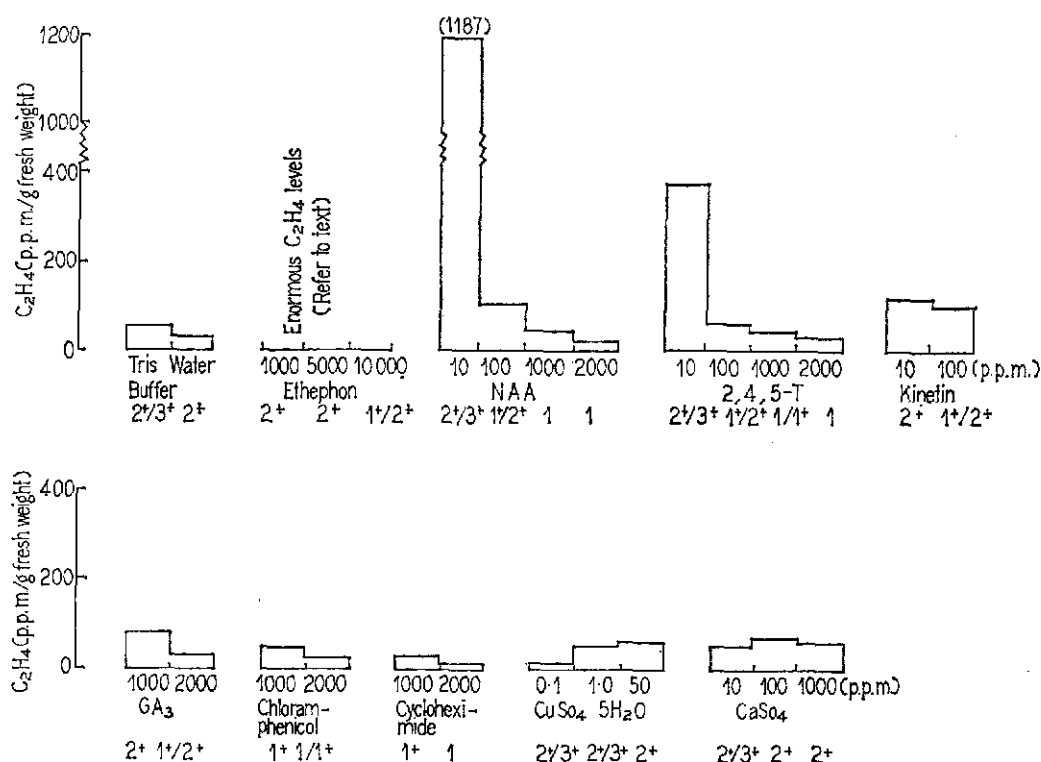 C₂H₄Cp.p.m./g fresh weight)
1200
1000
400
200
0
(1187)
Enormous C₂H₄ levels
(Refer to text)
Tris Water
Buffer
2⁺/3⁺ 2⁺
1000 5000 10 000
Ethephon
2⁺ 2⁺ 1⁺/2⁺
10 100 1000 2000
NAA
2⁺/3⁺ 1⁺/2⁺ 1 1
10 100 1000 2000
2,4,5-T
2⁺/3⁺ 1⁺/2⁺ 1/1⁺ 1
10 100 (p.p.m.)
Kinetin
2⁺ 1⁺/2⁺
C₂H₄Cp.p.m/g fresh weight)
400
200
0
1000 2000
GA₃
2⁺ 1⁺/2⁺
1000 2000
Chloram-
phenicol
1⁺ 1/1⁺
1000 2000
Cyclohexi-
mide
1⁺ 1
0·1 1·0 50
CuSo₄ 5H₂O
2⁺/3⁺ 2⁺/3⁺ 2⁺
10 100 1000 (p.p.m.)
CaSo₄
2⁺/3⁺ 2⁺ 2⁺